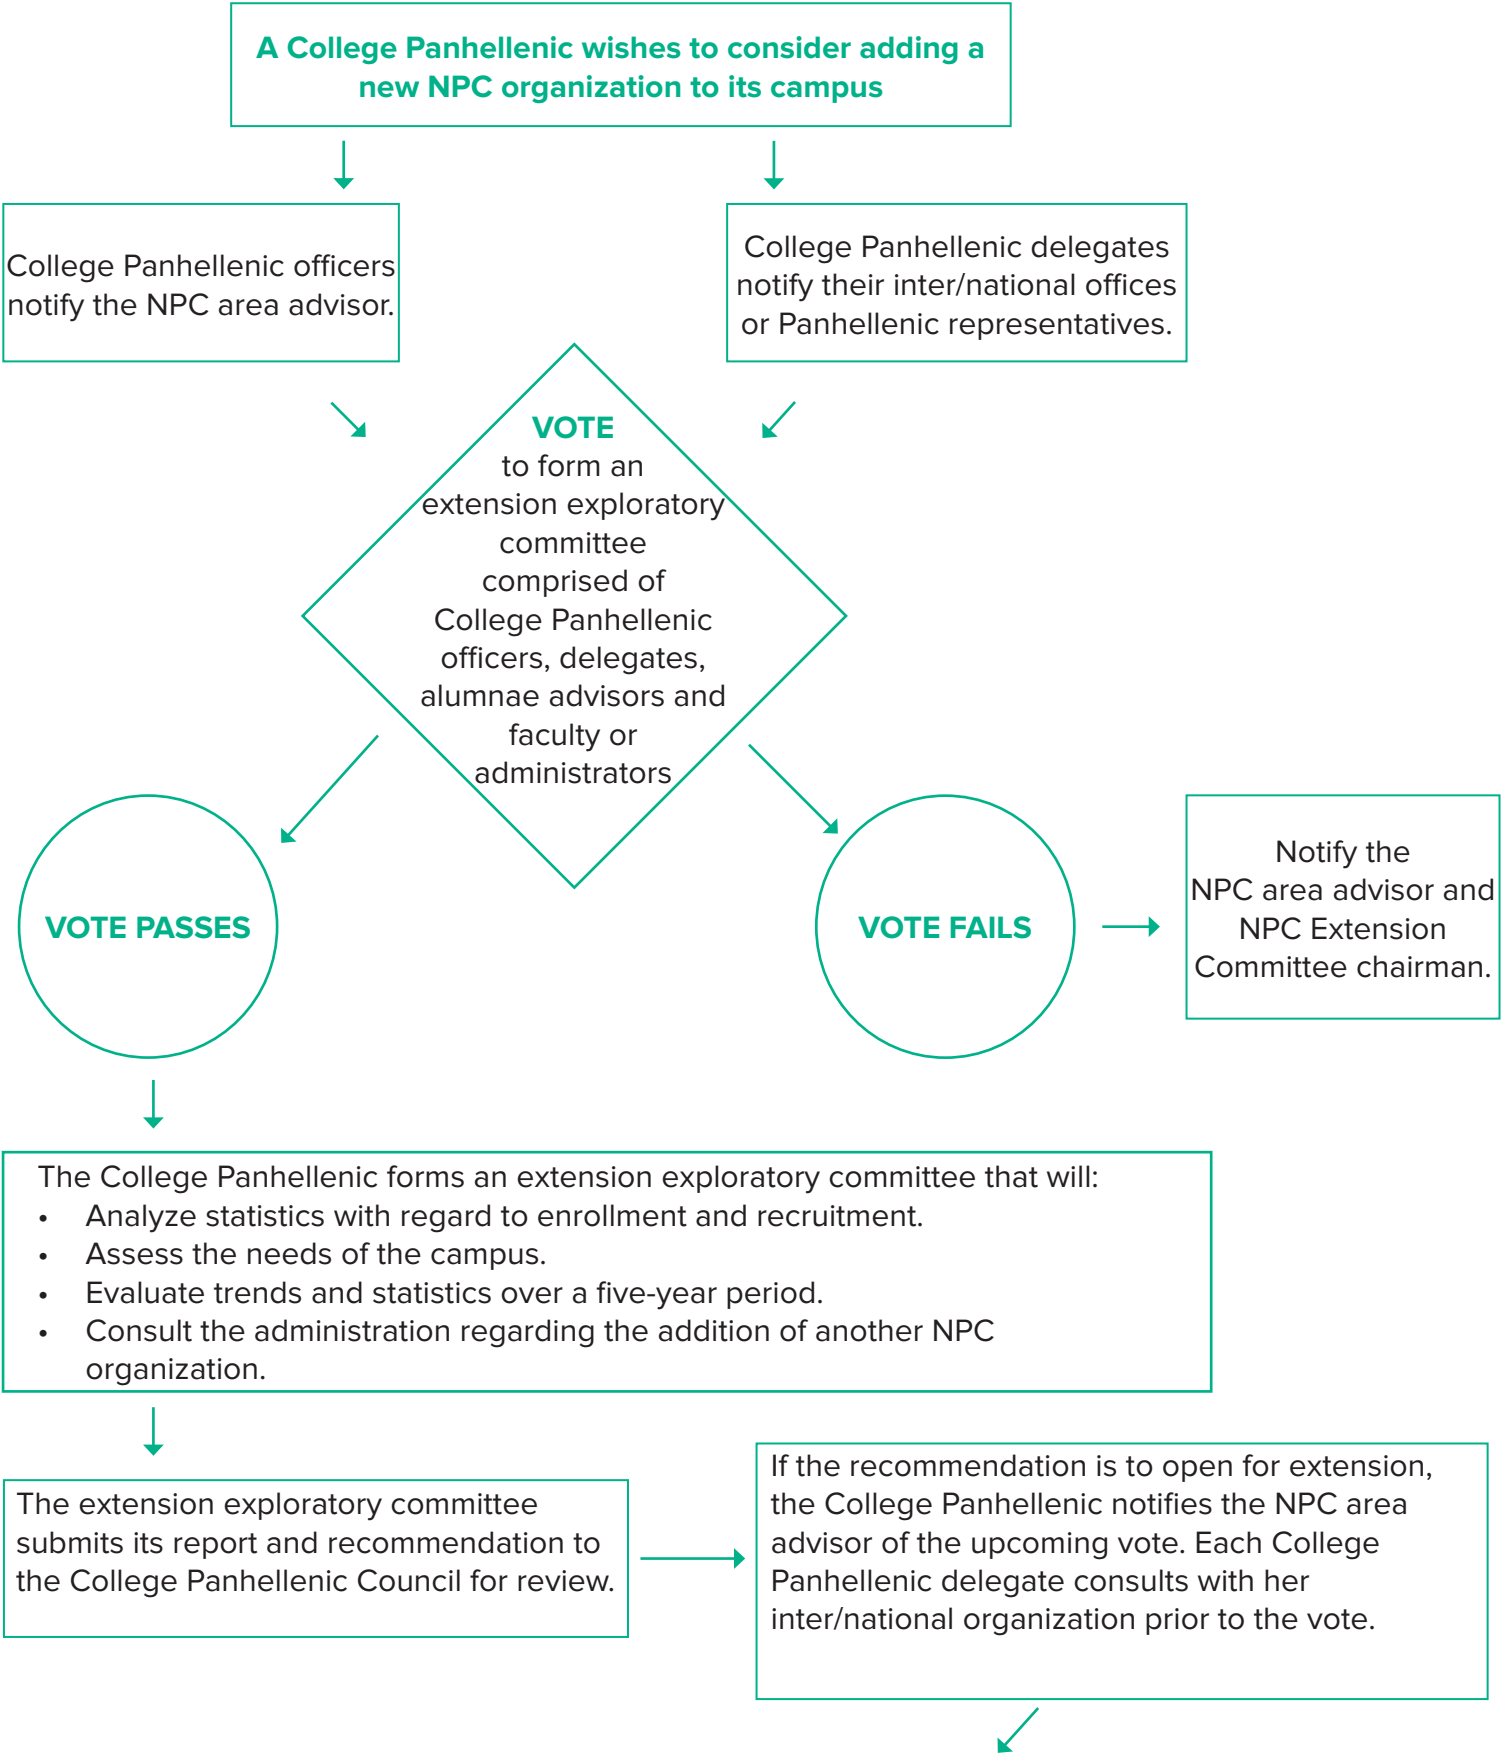 A College Panhellenic wishes to consider adding a
new NPC organization to its campus
College Panhellenic officers
notify the NPC area advisor.
College Panhellenic delegates
notify their inter/national offices
or Panhellenic representatives.
VOTE
to form an
extension exploratory
committee
comprised of
College Panhellenic
officers, delegates,
alumnae advisors and
faculty or
administrators
VOTE PASSES
VOTE FAILS
Notify the
NPC area advisor and
NPC Extension
Committee chairman.
The College Panhellenic forms an extension exploratory committee that will:
• Analyze statistics with regard to enrollment and recruitment.
• Assess the needs of the campus.
• Evaluate trends and statistics over a five-year period.
• Consult the administration regarding the addition of another NPC
organization.
The extension exploratory committee
submits its report and recommendation to
the College Panhellenic Council for review.
If the recommendation is to open for extension,
the College Panhellenic notifies the NPC area
advisor of the upcoming vote. Each College
Panhellenic delegate consults with her
inter/national organization prior to the vote.